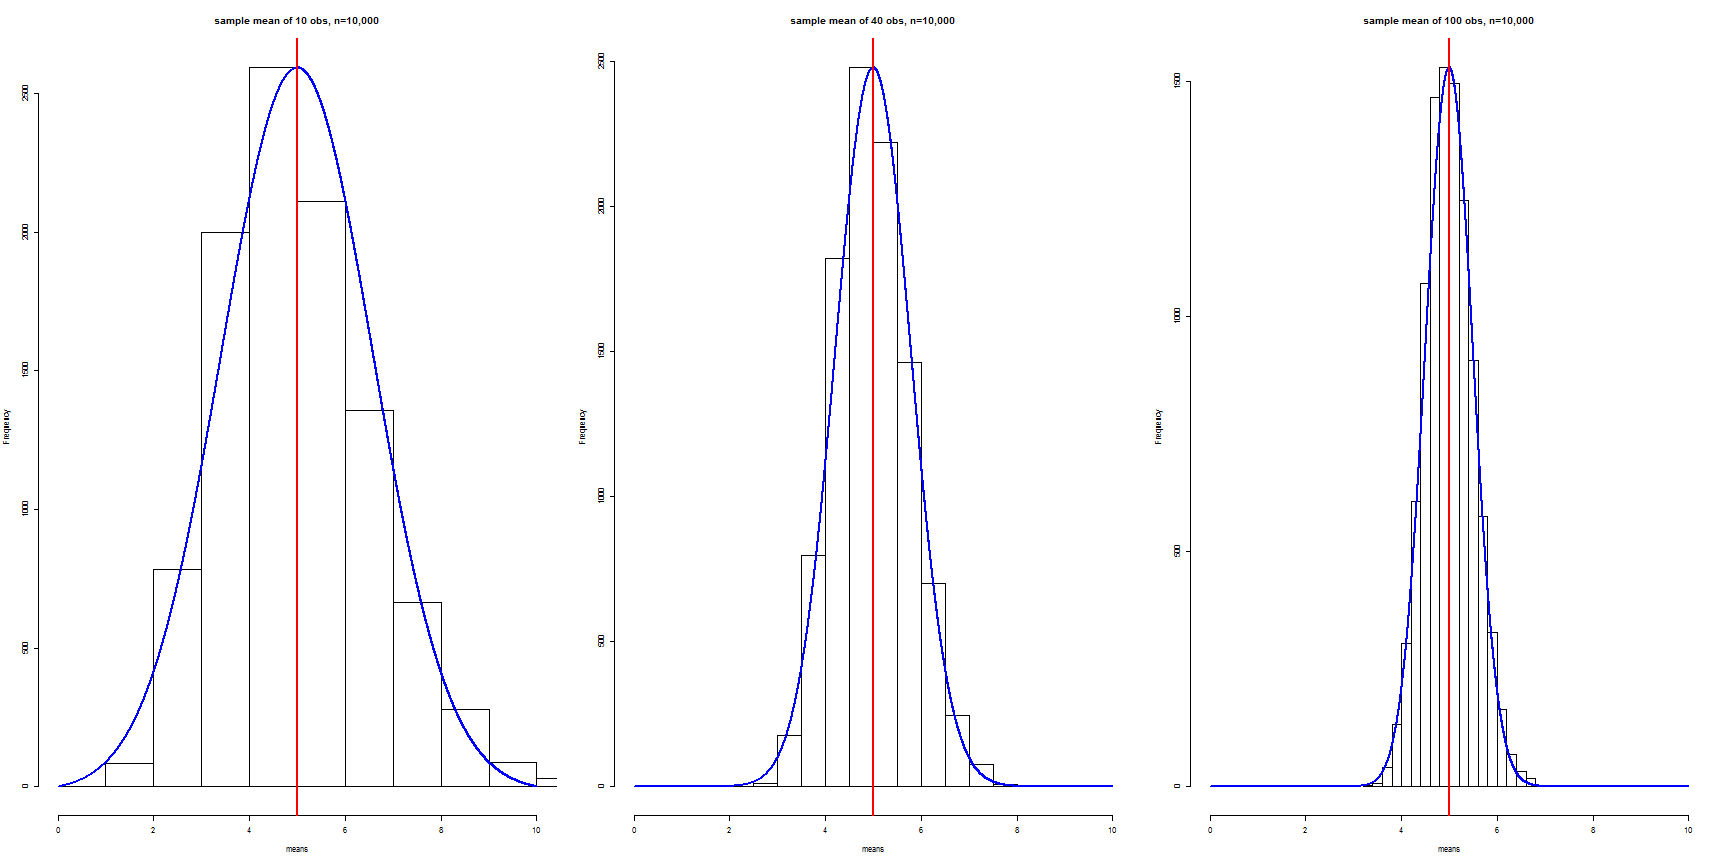 sample mean of 10 obs, n=10,000
Frequency
2500
2000
1500
1000
500
0
0 2 4 6 8 10
means
sample mean of 40 obs, n=10,000
Frequency
2500
2000
1500
1000
500
0
0 2 4 6 8 10
means
sample mean of 100 obs, n=10,000
Frequency
1500
1000
500
0
0 2 4 6 8 10
means